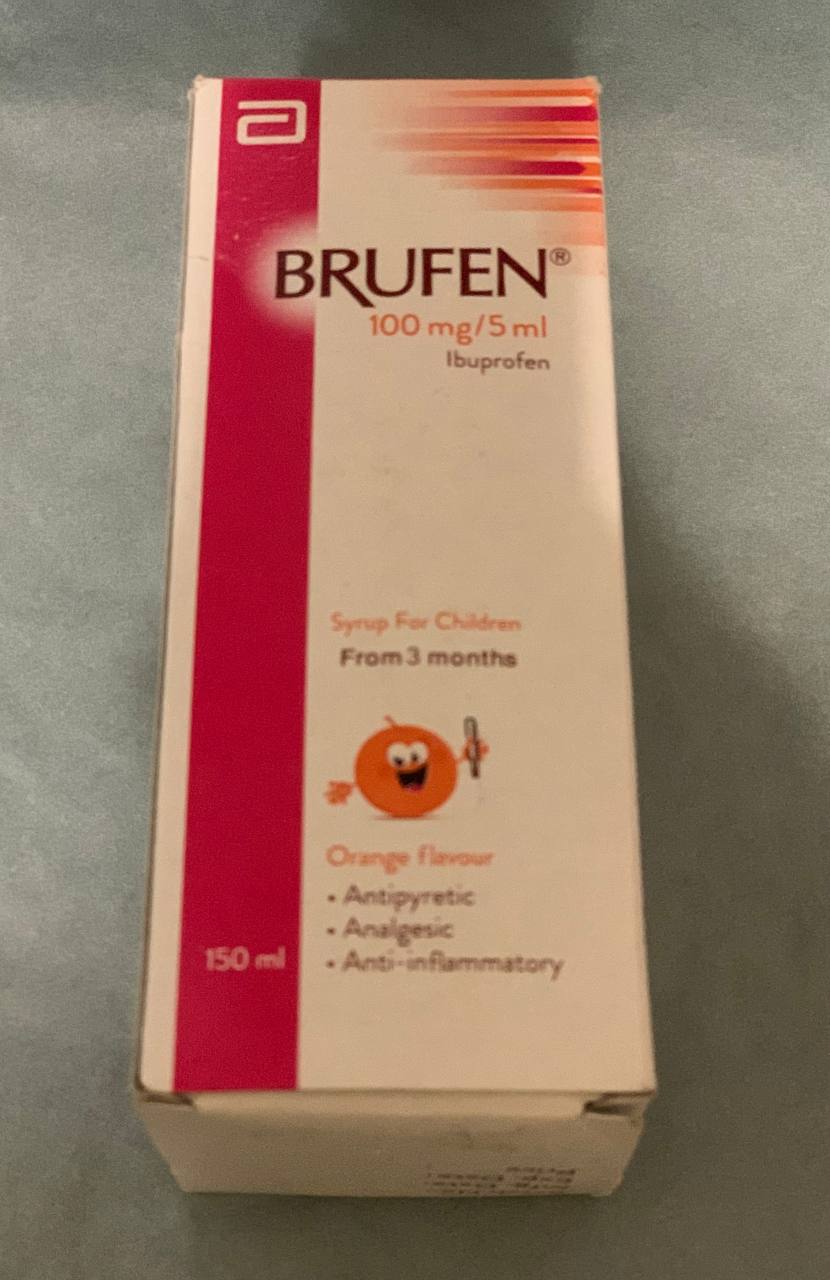 BRUFEN®
100 mg/5 ml
Ibuprofen
Syrup For Children
From 3 months
Orange flavour
• Antipyretic
• Analgesic
• Anti-inflammatory
150 ml